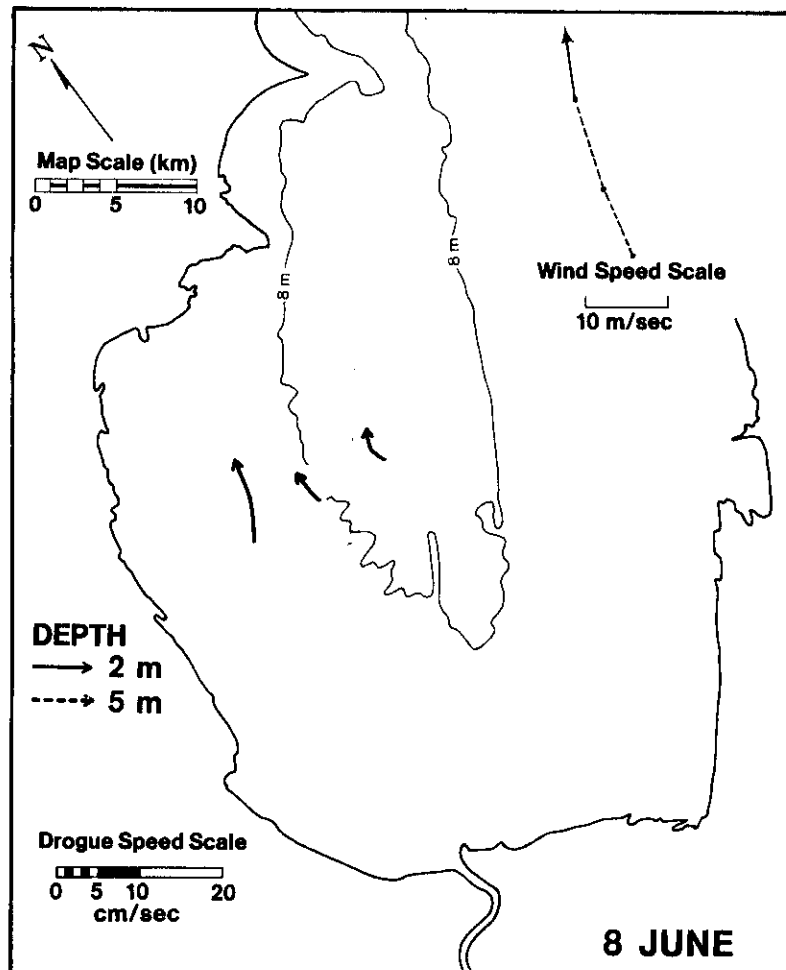 N
Map Scale (km)
0 5 10
E 8
E 8
Wind Speed Scale
10 m/sec
DEPTH
2 m
5 m
Drogue Speed Scale
0 5 10 20
cm/sec
8 JUNE